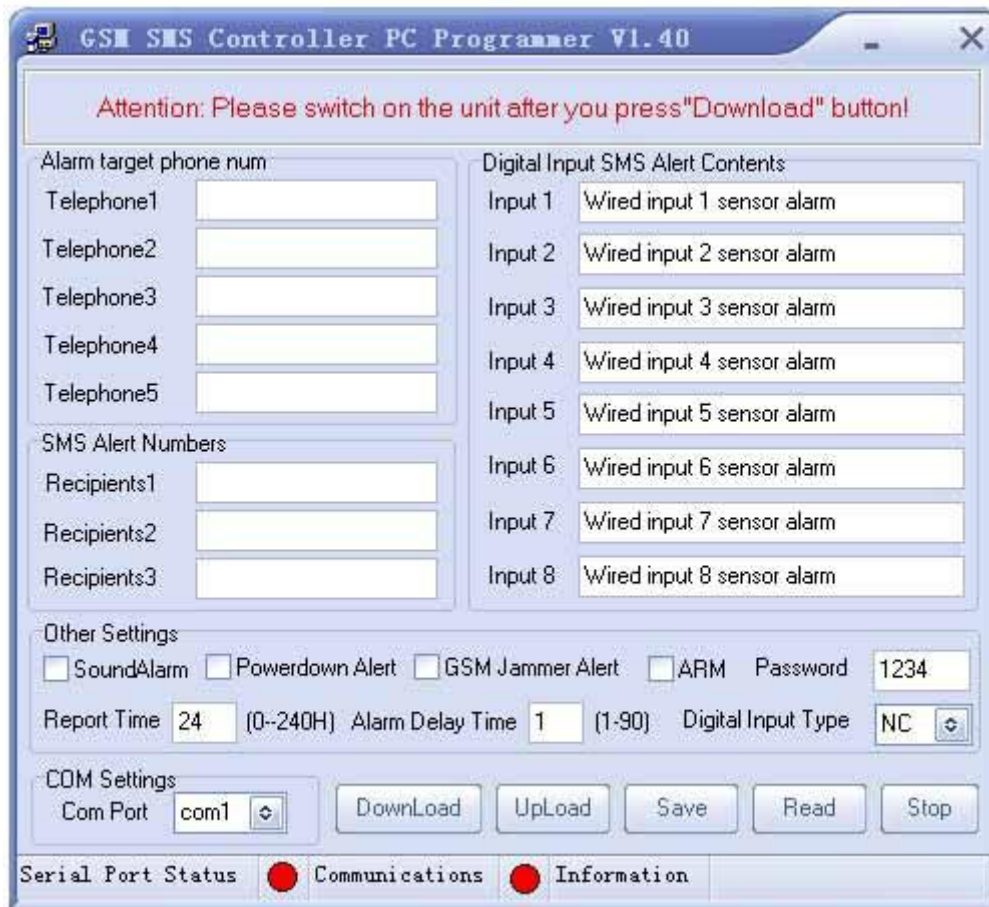 GSM SMS Controller PC Programmer V1.40
Attention: Please switch on the unit after you press"Download" button!
Alarm target phone num
Telephone1
Telephone2
Telephone3
Telephone4
Telephone5
SMS Alert Numbers
Recipients1
Recipients2
Recipients3
Digital Input SMS Alert Contents
Input 1 Wired input 1 sensor alarm
Input 2 Wired input 2 sensor alarm
Input 3 Wired input 3 sensor alarm
Input 4 Wired input 4 sensor alarm
Input 5 Wired input 5 sensor alarm
Input 6 Wired input 6 sensor alarm
Input 7 Wired input 7 sensor alarm
Input 8 Wired input 8 sensor alarm
Other Settings
SoundAlarm Powerdown Alert GSM Jammer Alert ARM Password 1234
Report Time 24 (0--240H) Alarm Delay Time 1 (1-90) Digital Input Type NC
COM Settings
Com Port com1 DownLoad UpLoad Save Read Stop
Serial Port Status Communications Information